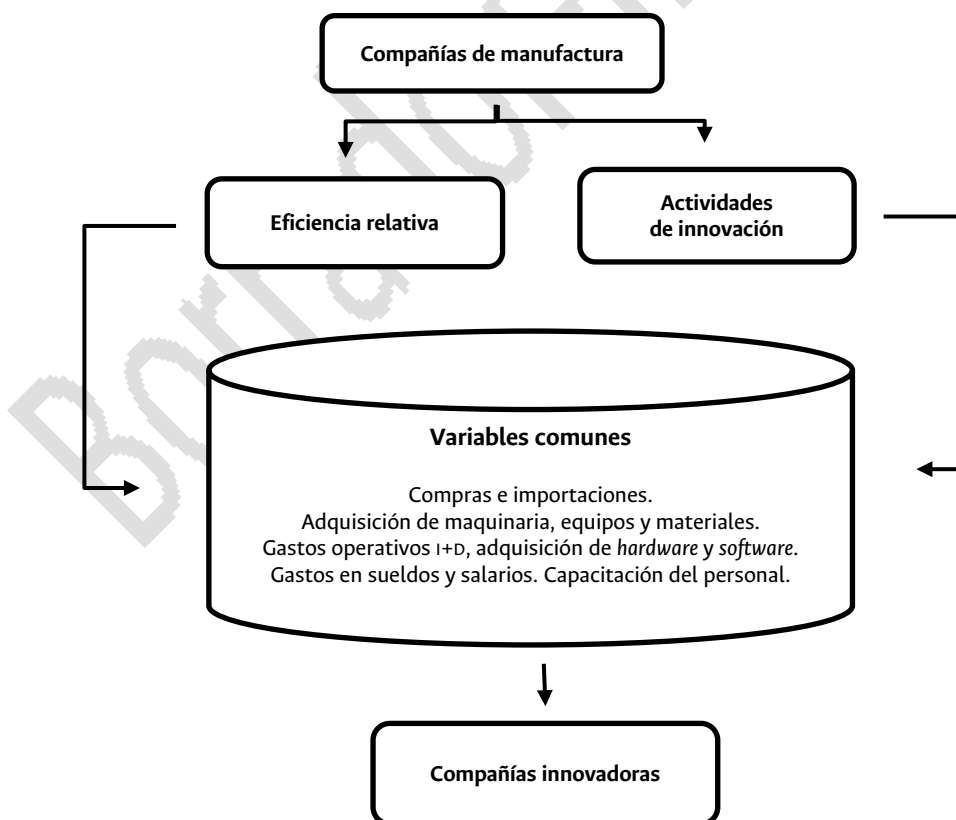 Compañías de manufactura
Eficiencia relativa
Actividades
de innovación
Variables comunes
Compras e importaciones.
Adquisición de maquinaria, equipos y materiales.
Gastos operativos I+D, adquisición de hardware y software.
Gastos en sueldos y salarios. Capacitación del personal.
Compañías innovadoras